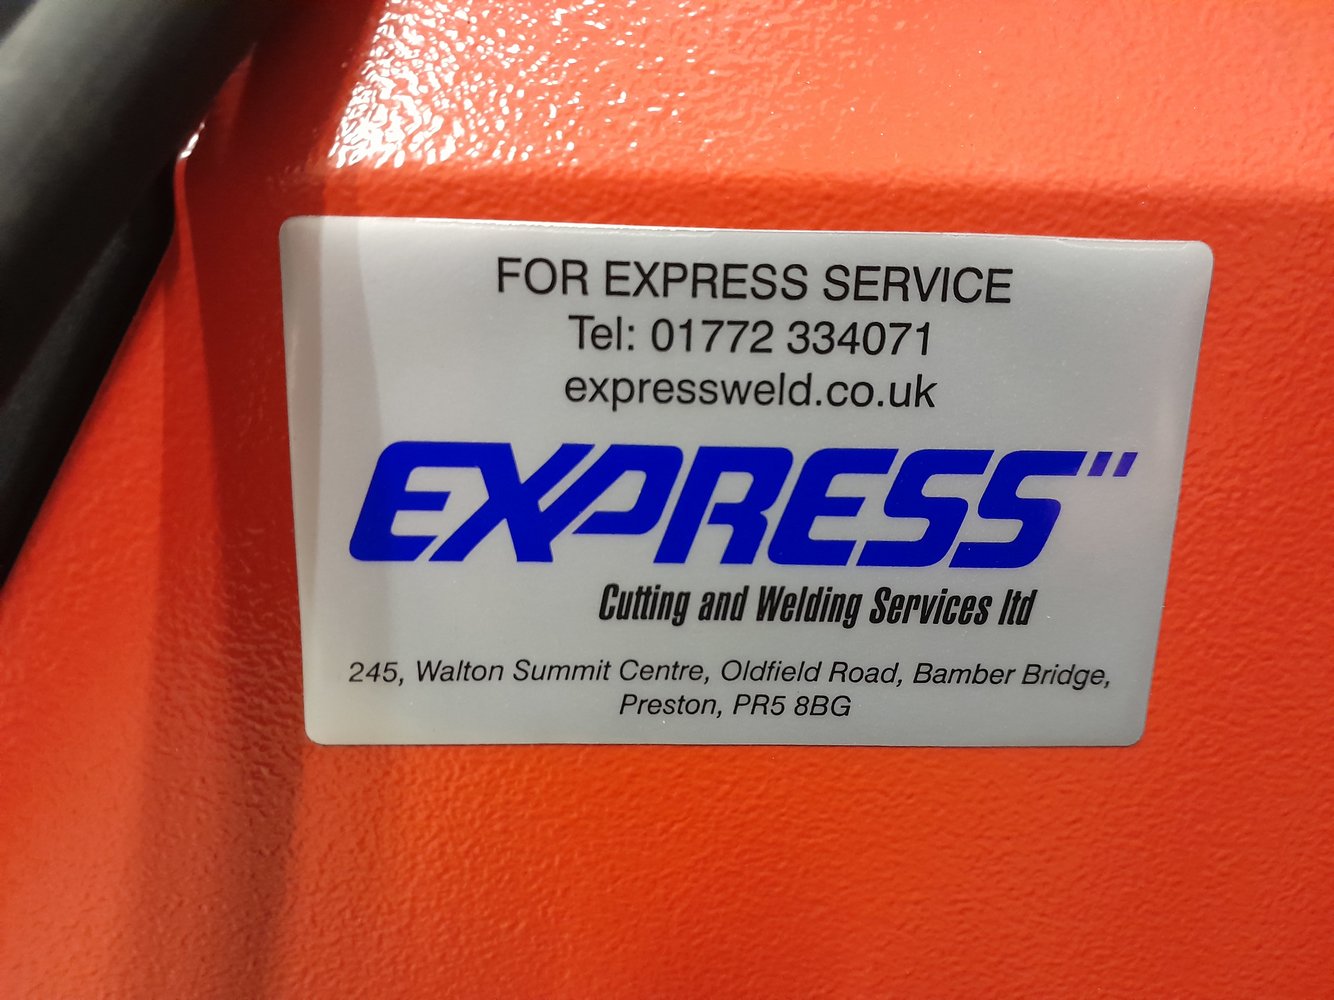 FOR EXPRESS SERVICE
Tel: 01772 334071
expressweld.co.uk
EXPRESS"
Cutting and Welding Services ltd
245, Walton Summit Centre, Oldfield Road, Bamber Bridge,
Preston, PR5 8BG